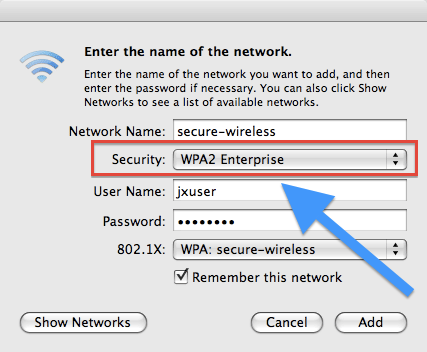 Enter the name of the network.
Enter the name of the network you want to add, and then
enter the password if necessary. You can also click Show
Networks to see a list of available networks.
Network Name: secure-wireless
Security: WPA2 Enterprise
User Name: jxuser
Password: ••••••••
802.1X: WPA: secure-wireless
Remember this network
Show Networks Cancel Add